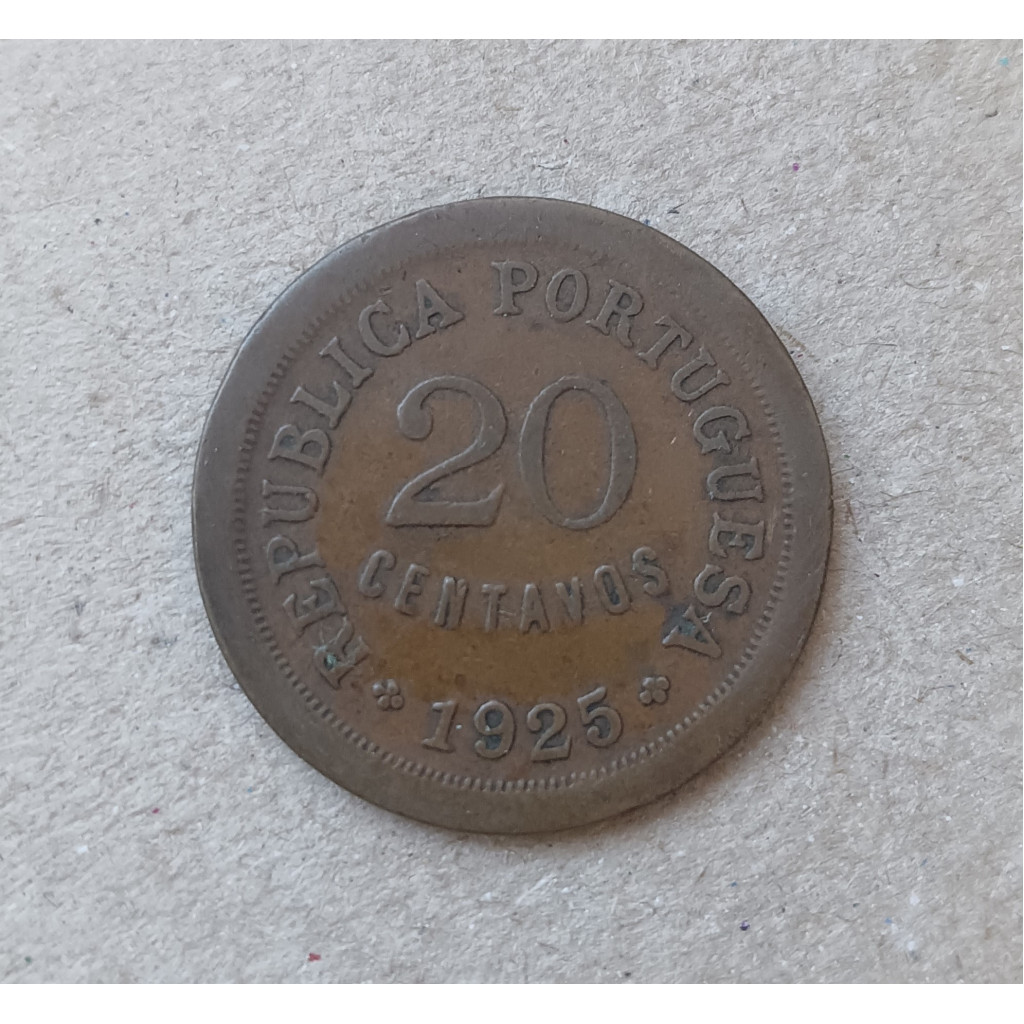 REPUBLICA PORTUGUESA
20
CENTAVOS
1925